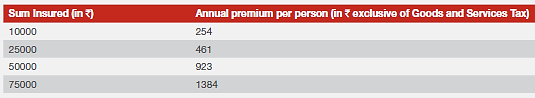 Sum Insured (in ₹) Annual premium per person (in ₹ exclusive of Goods and Services Tax)
10000 254
25000 461
50000 923
75000 1384